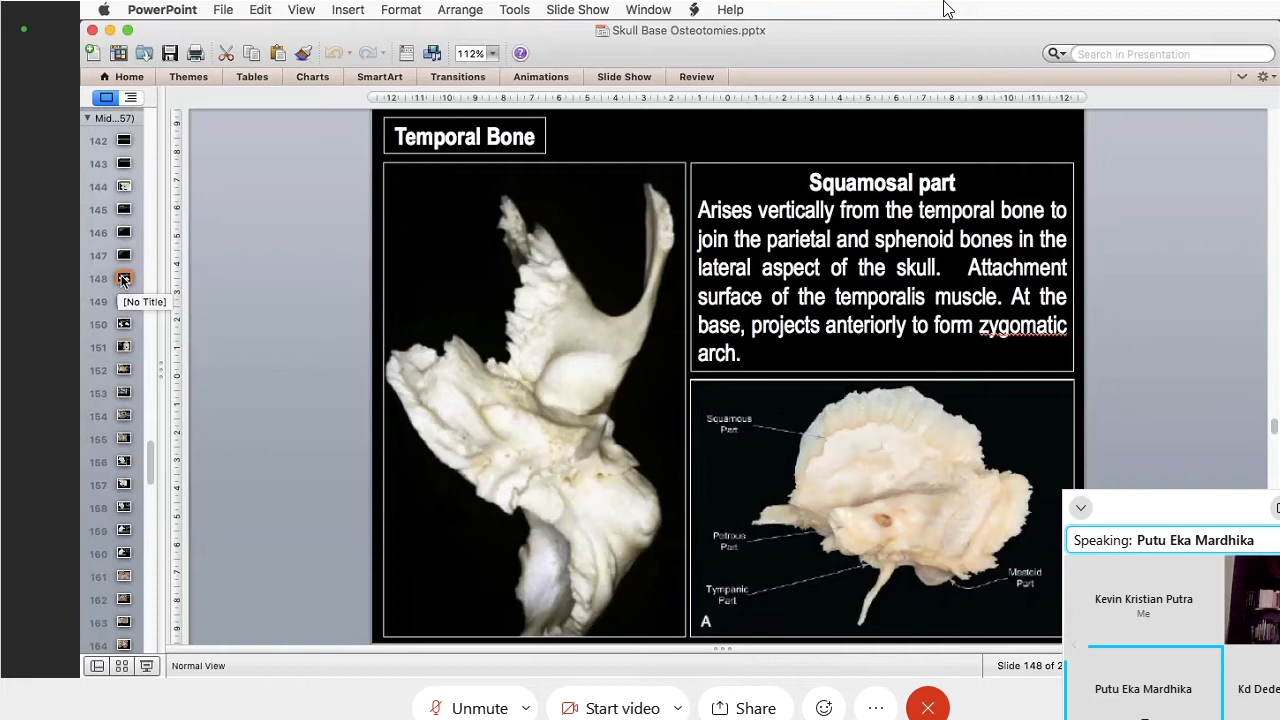 PowerPoint File Edit View Insert Format Arrange Tools Slide Show Window Help
Skull Base Osteotomies.pptx
112%
Search in Presentation
Home Themes Tables Charts SmartArt Transitions Animations Slide Show Review
Mid...57)
142
143
144
145
146
147
148
[No Title]
149
150
151
152
153
154
155
156
157
158
159
160
161
162
163
164
Temporal Bone
Squamosal part
Arises vertically from the temporal bone to
join the parietal and sphenoid bones in the
lateral aspect of the skull. Attachment
surface of the temporalis muscle. At the
base, projects anteriorly to form zygomatic
arch.
Squamous
Part
Petrous
Part
Tympanic
Part
Mastoid
Part
A
Normal View
Slide 148 of 2
Speaking: Putu Eka Mardhika
Kevin Kristian Putra
Me
Putu Eka Mardhika
Kd Dede
Unmute
Start video
Share